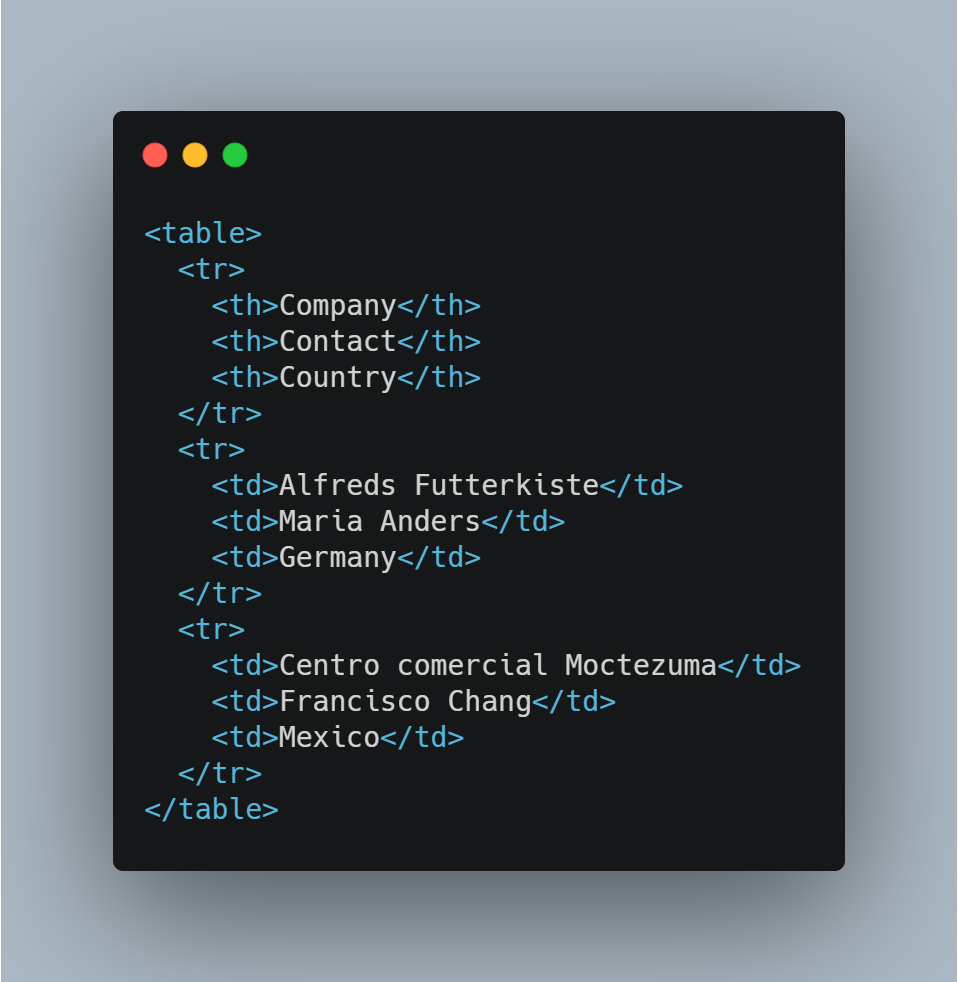 <table>
  <tr>
    <th>Company</th>
    <th>Contact</th>
    <th>Country</th>
  </tr>
  <tr>
    <td>Alfreds Futterkiste</td>
    <td>Maria Anders</td>
    <td>Germany</td>
  </tr>
  <tr>
    <td>Centro comercial Moctezuma</td>
    <td>Francisco Chang</td>
    <td>Mexico</td>
  </tr>
</table>